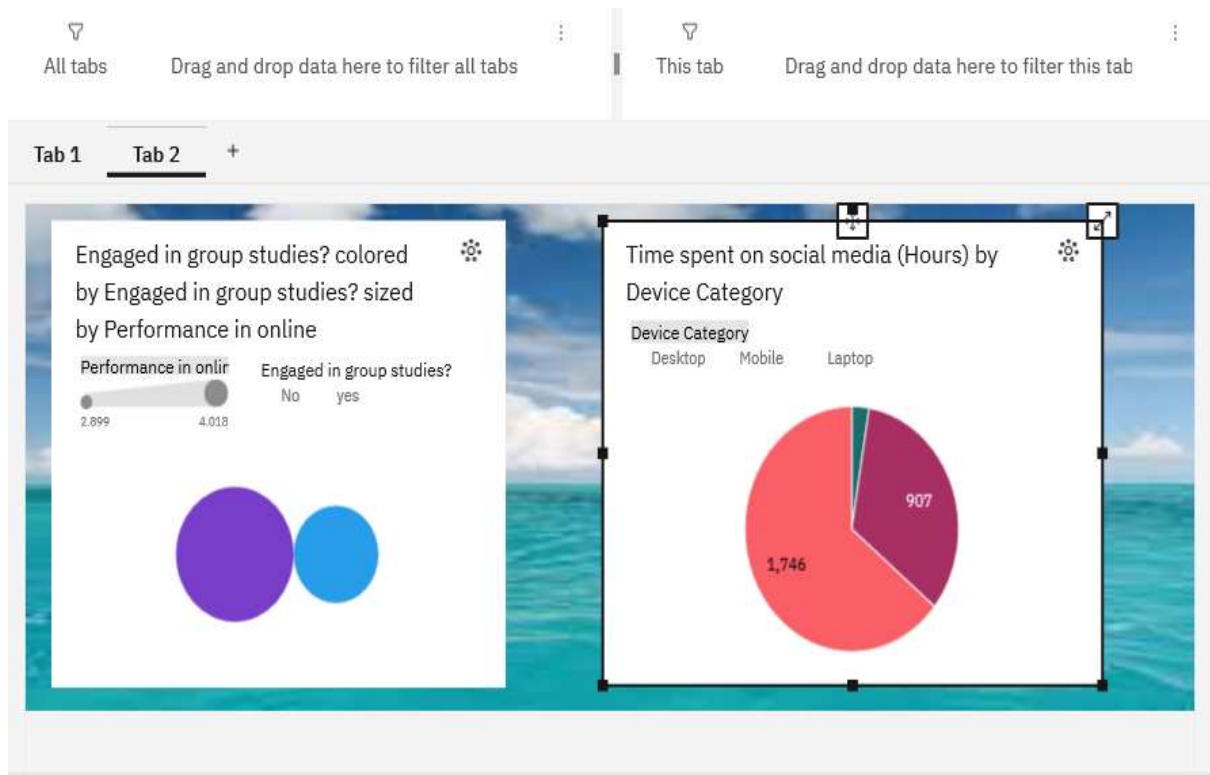 All tabs
Drag and drop data here to filter all tabs
This tab
Drag and drop data here to filter this tab
Tab 1
Tab 2
+
Engaged in group studies? colored
by Engaged in group studies? sized
by Performance in online
Performance in onlir
2.899
4.018
Engaged in group studies?
No
yes
Time spent on social media (Hours) by
Device Category
Device Category
Desktop
Mobile
Laptop
907
1,746